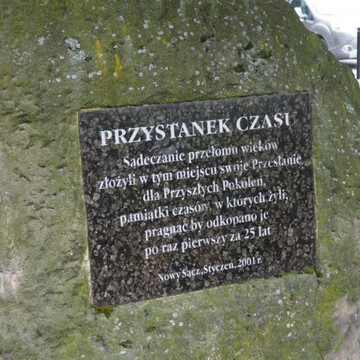 PRZYSTANEK CZASU
Sądeczanie przełomu wieków
złożyli w tym miejscu swoje Przesłanie
dla Przyszłych Pokoleń,
pamiątki czasów, w których żyli,
pragnąc by odkopano je
po raz pierwszy za 25 lat
Nowy Sącz, Styczeń, 2001 r.